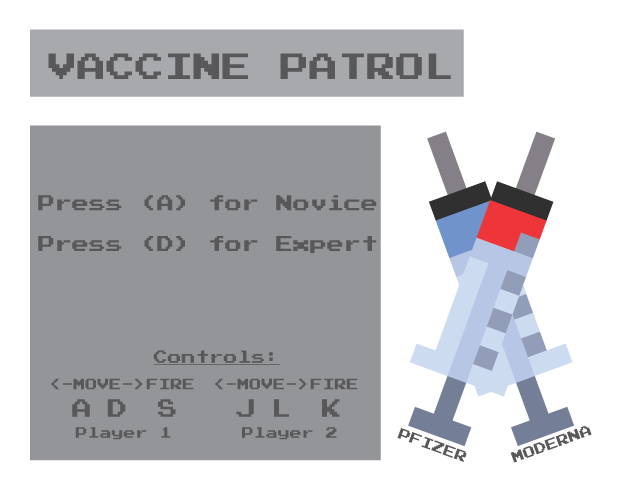 VACCINE PATROL
Press (A) for Novice
Press (D) for Expert
Controls:
<-MOVE->FIRE <-MOVE->FIRE
A D S J L K
Player 1 Player 2
PFIZER MODERNA